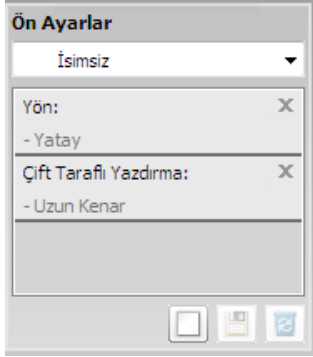 Ön Ayarlar
İsimsiz
Yön:
- Yatay
Çift Taraflı Yazdırma:
- Uzun Kenar